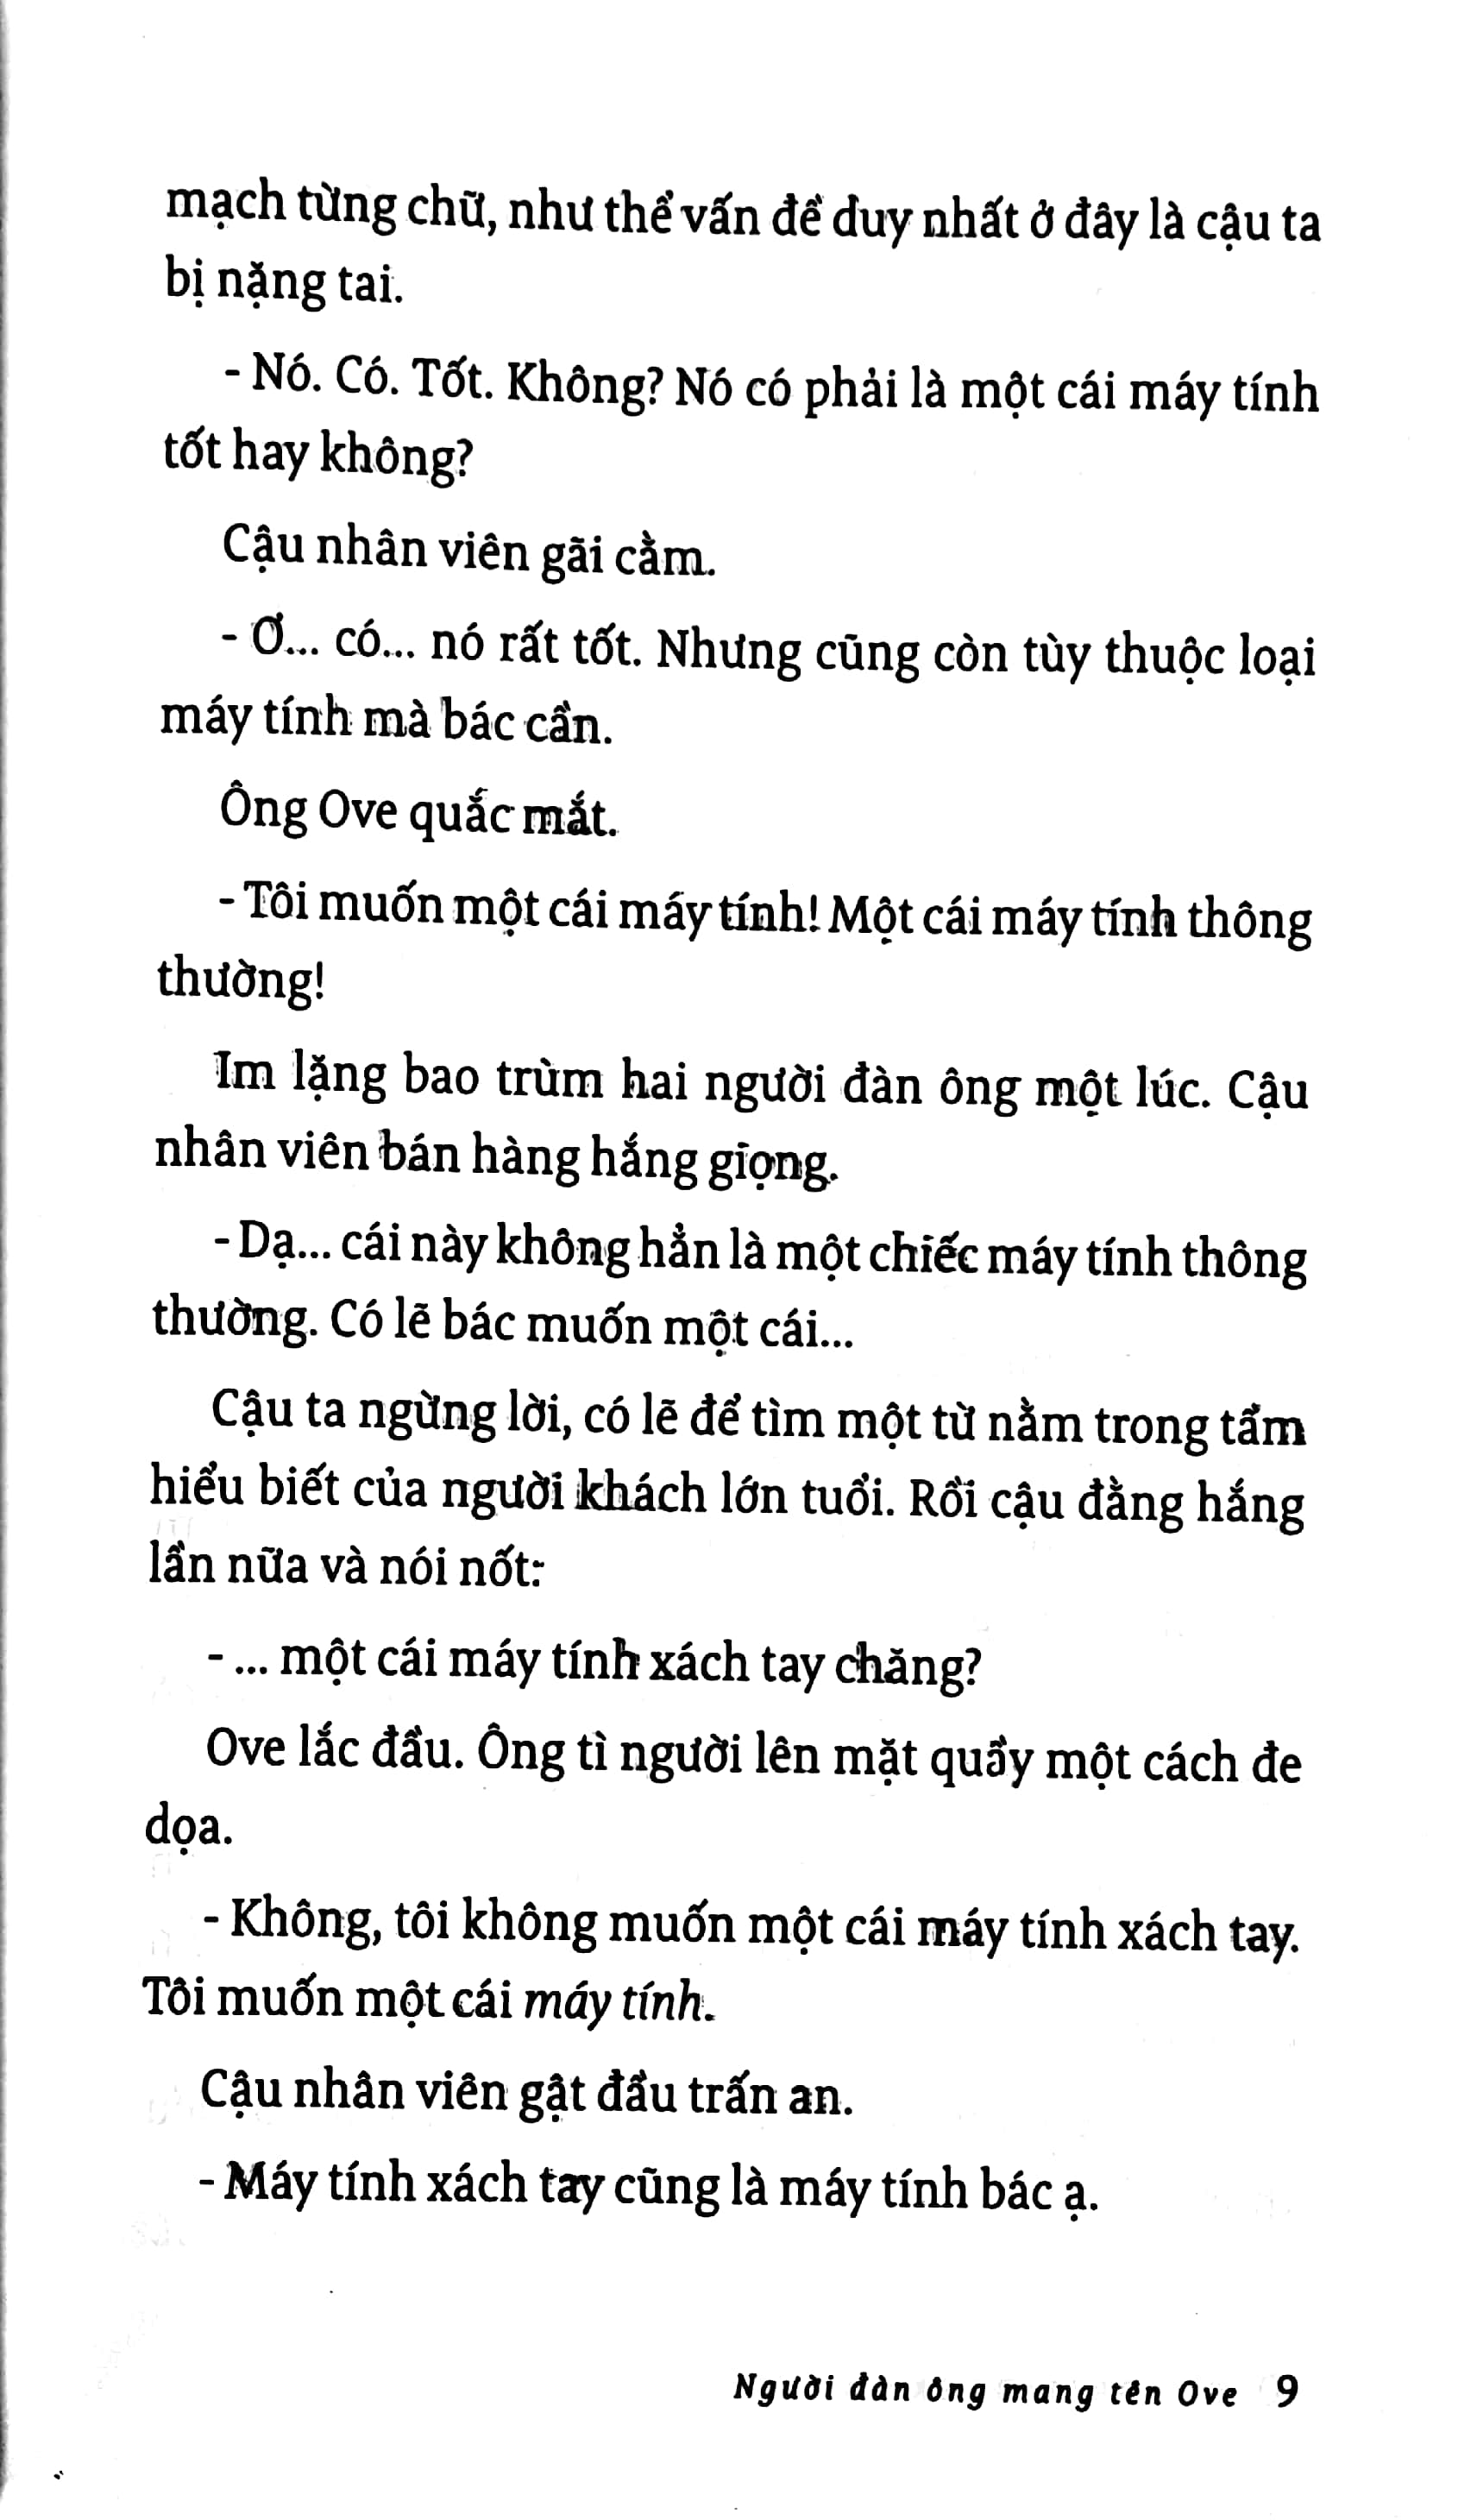 mạch từng chữ, như thể vấn đề duy nhất ở đây là cậu ta
bị nặng tai.
- Nó. Có. Tốt. Không? Nó có phải là một cái máy tính
tốt hay không?
Cậu nhân viên gãi cằm.
- Ơ... có... nó rất tốt. Nhưng cũng còn tùy thuộc loại
máy tính mà bác cần.
Ông Ove quắc mắt.
- Tôi muốn một cái máy tính! Một cái máy tính thông
thường!
Im lặng bao trùm hai người đàn ông một lúc. Cậu
nhân viên bán hàng hắng giọng.
- Dạ... cái này không hẳn là một chiếc máy tính thông
thường. Có lẽ bác muốn một cái...
Cậu ta ngừng lời, có lẽ để tìm một từ nằm trong tầm
hiểu biết của người khách lớn tuổi. Rồi cậu đằng hắng
lần nữa và nói nốt:
- ... một cái máy tính xách tay chăng?
Ove lắc đầu. Ông tì người lên mặt quầy một cách đe
dọa.
- Không, tôi không muốn một cái máy tính xách tay.
Tôi muốn một cái máy tính.
Cậu nhân viên gật đầu trấn an.
- Máy tính xách tay cũng là máy tính bác ạ.
Người đàn ông mang tên Ove 9